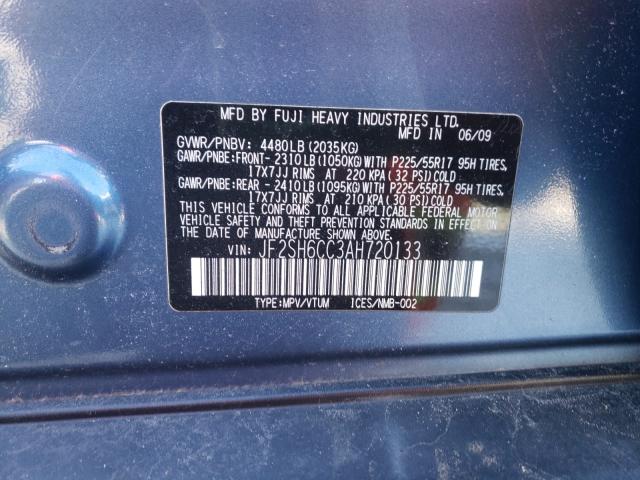 MFD BY FUJI HEAVY INDUSTRIES LTD.
MFD IN 06/09
GVWR/PNBV: 4480LB(2035KG)
GAWR/PNBE:FRONT-2310LB(1050KG)WITH P225/55R17 95H TIRES,
17X7JJ RIMS AT 220 KPA(32 PSI)COLD
GAWR/PNBE:REAR -2410LB(1095KG)WITH P225/55R17 95H TIRES,
17X7JJ RIMS AT 210 KPA(30 PSI)COLD
THIS VEHICLE CONFORMS TO ALL APPLICABLE FEDERAL MOTOR
VEHICLE SAFETY AND THEFT PREVENTION STANDARDS IN EFFECT ON
THE DATE OF MANUFACTURE SHOWN ABOVE.
VIN: JF2SH6CC3AH720133
TYPE:MPV/VTUM ICES/NMB-002